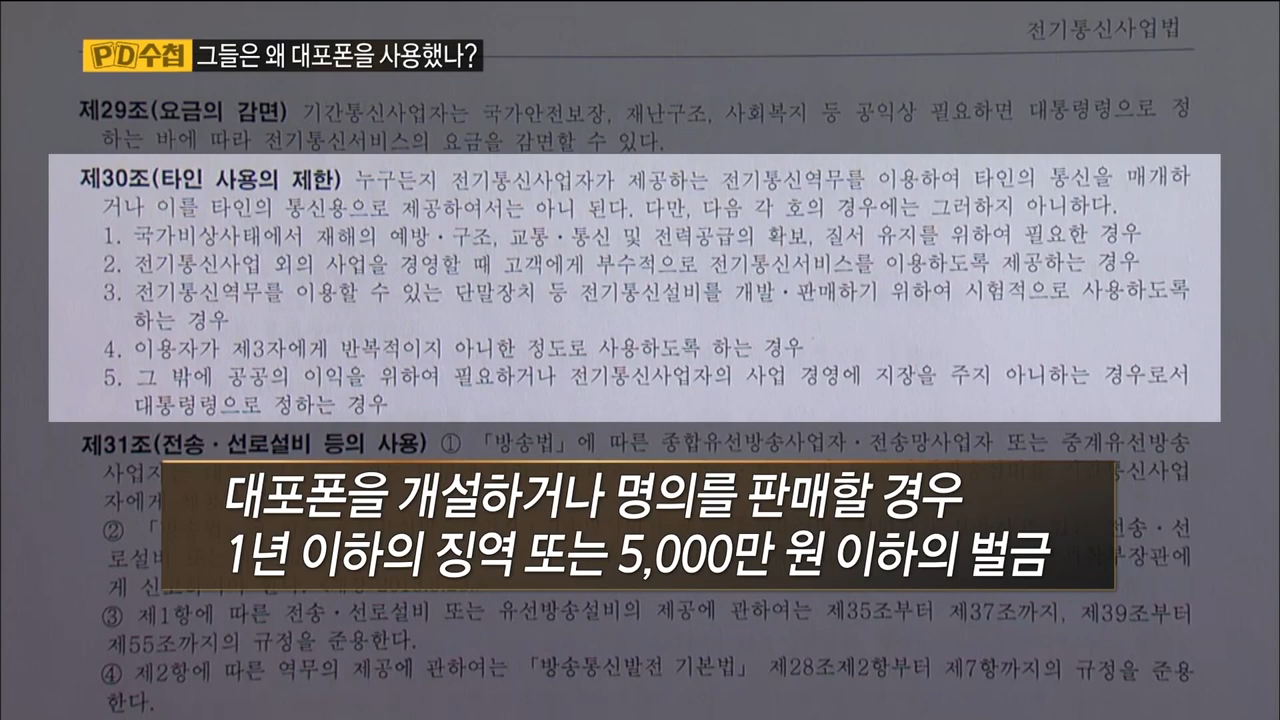 전기통신사업법
PD수첩 그들은 왜 대포폰을 사용했나?
제29조(요금의 감면) 기간통신사업자는 국가안전보장, 재난구조, 사회복지 등 공익상 필요하면 대통령령으로 정
하는 바에 따라 전기통신서비스의 요금을 감면할 수 있다.
제30조(타인 사용의 제한) 누구든지 전기통신사업자가 제공하는 전기통신역무를 이용하여 타인의 통신을 매개하
거나 이를 타인의 통신용으로 제공하여서는 아니 된다. 다만, 다음 각 호의 경우에는 그러하지 아니하다.
1. 국가비상사태에서 재해의 예방·구조, 교통·통신 및 전력공급의 확보, 질서 유지를 위하여 필요한 경우
2. 전기통신사업 외의 사업을 경영할 때 고객에게 부수적으로 전기통신서비스를 이용하도록 제공하는 경우
3. 전기통신역무를 이용할 수 있는 단말장치 등 전기통신설비를 개발·판매하기 위하여 시험적으로 사용하도록
하는 경우
4. 이용자가 제3자에게 반복적이지 아니한 정도로 사용하도록 하는 경우
5. 그 밖에 공공의 이익을 위하여 필요하거나 전기통신사업자의 사업 경영에 지장을 주지 아니하는 경우로서
대통령령으로 정하는 경우
제31조(전송·선로설비 등의 사용) ① 「방송법」에 따른 종합유선방송사업자·전송망사업자 또는 중계유선방송
사업자
자에게
대포폰을 개설하거나 명의를 판매할 경우
1년 이하의 징역 또는 5,000만 원 이하의 벌금
② 전송·선
로설비 부장관에
게
③ 제1항에 따른 전송·선로설비 또는 유선방송설비의 제공에 관하여는 제35조부터 제37조까지, 제39조부터
제55조까지의 규정을 준용한다.
④ 제2항에 따른 역무의 제공에 관하여는 「방송통신발전 기본법」 제28조제2항부터 제7항까지의 규정을 준용
한다.